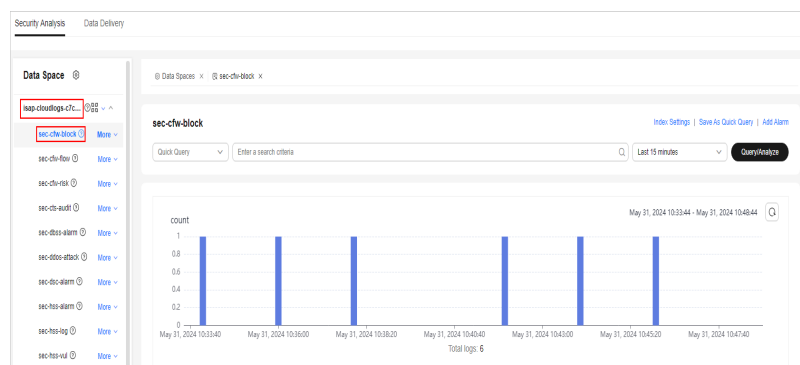 Security Analysis Data Delivery
Data Space
Data Spaces × sec-cfw-block ×
isap-cloudlogs-c7c...
sec-cfw-block More
sec-cfw-flow More
sec-cfw-risk More
sec-cts-audit More
sec-dbss-alarm More
sec-ddos-attack More
sec-dsc-alarm More
sec-hss-alarm More
sec-hss-log More
sec-hss-vul More
sec-cfw-block
Index Settings | Save As Quick Query | Add Alarm
Quick Query Enter a search criteria Last 15 minutes Query/Analyze
May 31, 2024 10:33:44 - May 31, 2024 10:48:44
count
1
0.8
0.6
0.4
0.2
0
May 31, 2024 10:33:40 May 31, 2024 10:36:00 May 31, 2024 10:38:20 May 31, 2024 10:40:40 May 31, 2024 10:43:00 May 31, 2024 10:45:20 May 31, 2024 10:47:40
Total logs: 6